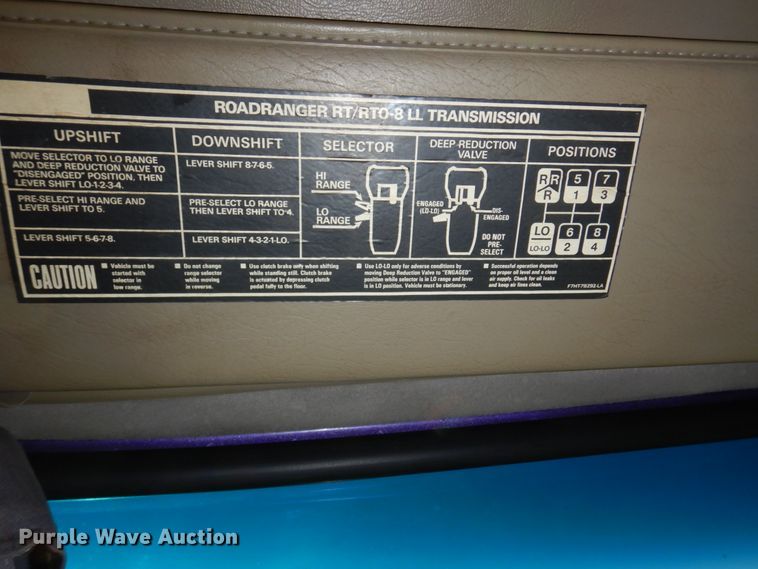 ROADRANGER RT/RTO-8 LL TRANSMISSION
UPSHIFT
MOVE SELECTOR TO LO RANGE
AND DEEP REDUCTION VALVE TO
"DISENGAGED" POSITION, THEN
LEVER SHIFT LO-1-2-3-4.
PRE-SELECT HI RANGE AND
LEVER SHIFT TO 5.
LEVER SHIFT 5-6-7-8.
DOWNSHIFT
LEVER SHIFT 8-7-6-5.
PRE-SELECT LO RANGE
THEN LEVER SHIFT TO 4.
LEVER SHIFT 4-3-2-1-LO.
SELECTOR
HI
RANGE
LO
RANGE
DEEP REDUCTION
VALVE
ENGAGED
(LO-LO)
DIS-
ENGAGED
DO NOT
PRE-
SELECT
POSITIONS
R R 5 7
R 1 3
LO 6 8
LO-LO 2 4
CAUTION
■ Vehicle must be
started with
selector in
low range.
■ Do not change
range selector
while moving
in reverse.
■ Use clutch brake only when shifting
while standing still. Clutch brake
is actuated by depressing clutch
pedal fully to the floor.
■ Use LO-LO only for adverse conditions by
moving Deep Reduction Valve to "ENGAGED"
position while selector is in LO range and lever
is in LO position. Vehicle must be stationary.
■ Successful operation depends
on proper oil level and a clean
air supply. Check for oil leaks
and keep air lines clean.
F7HT7B292-LA
Purple Wave Auction